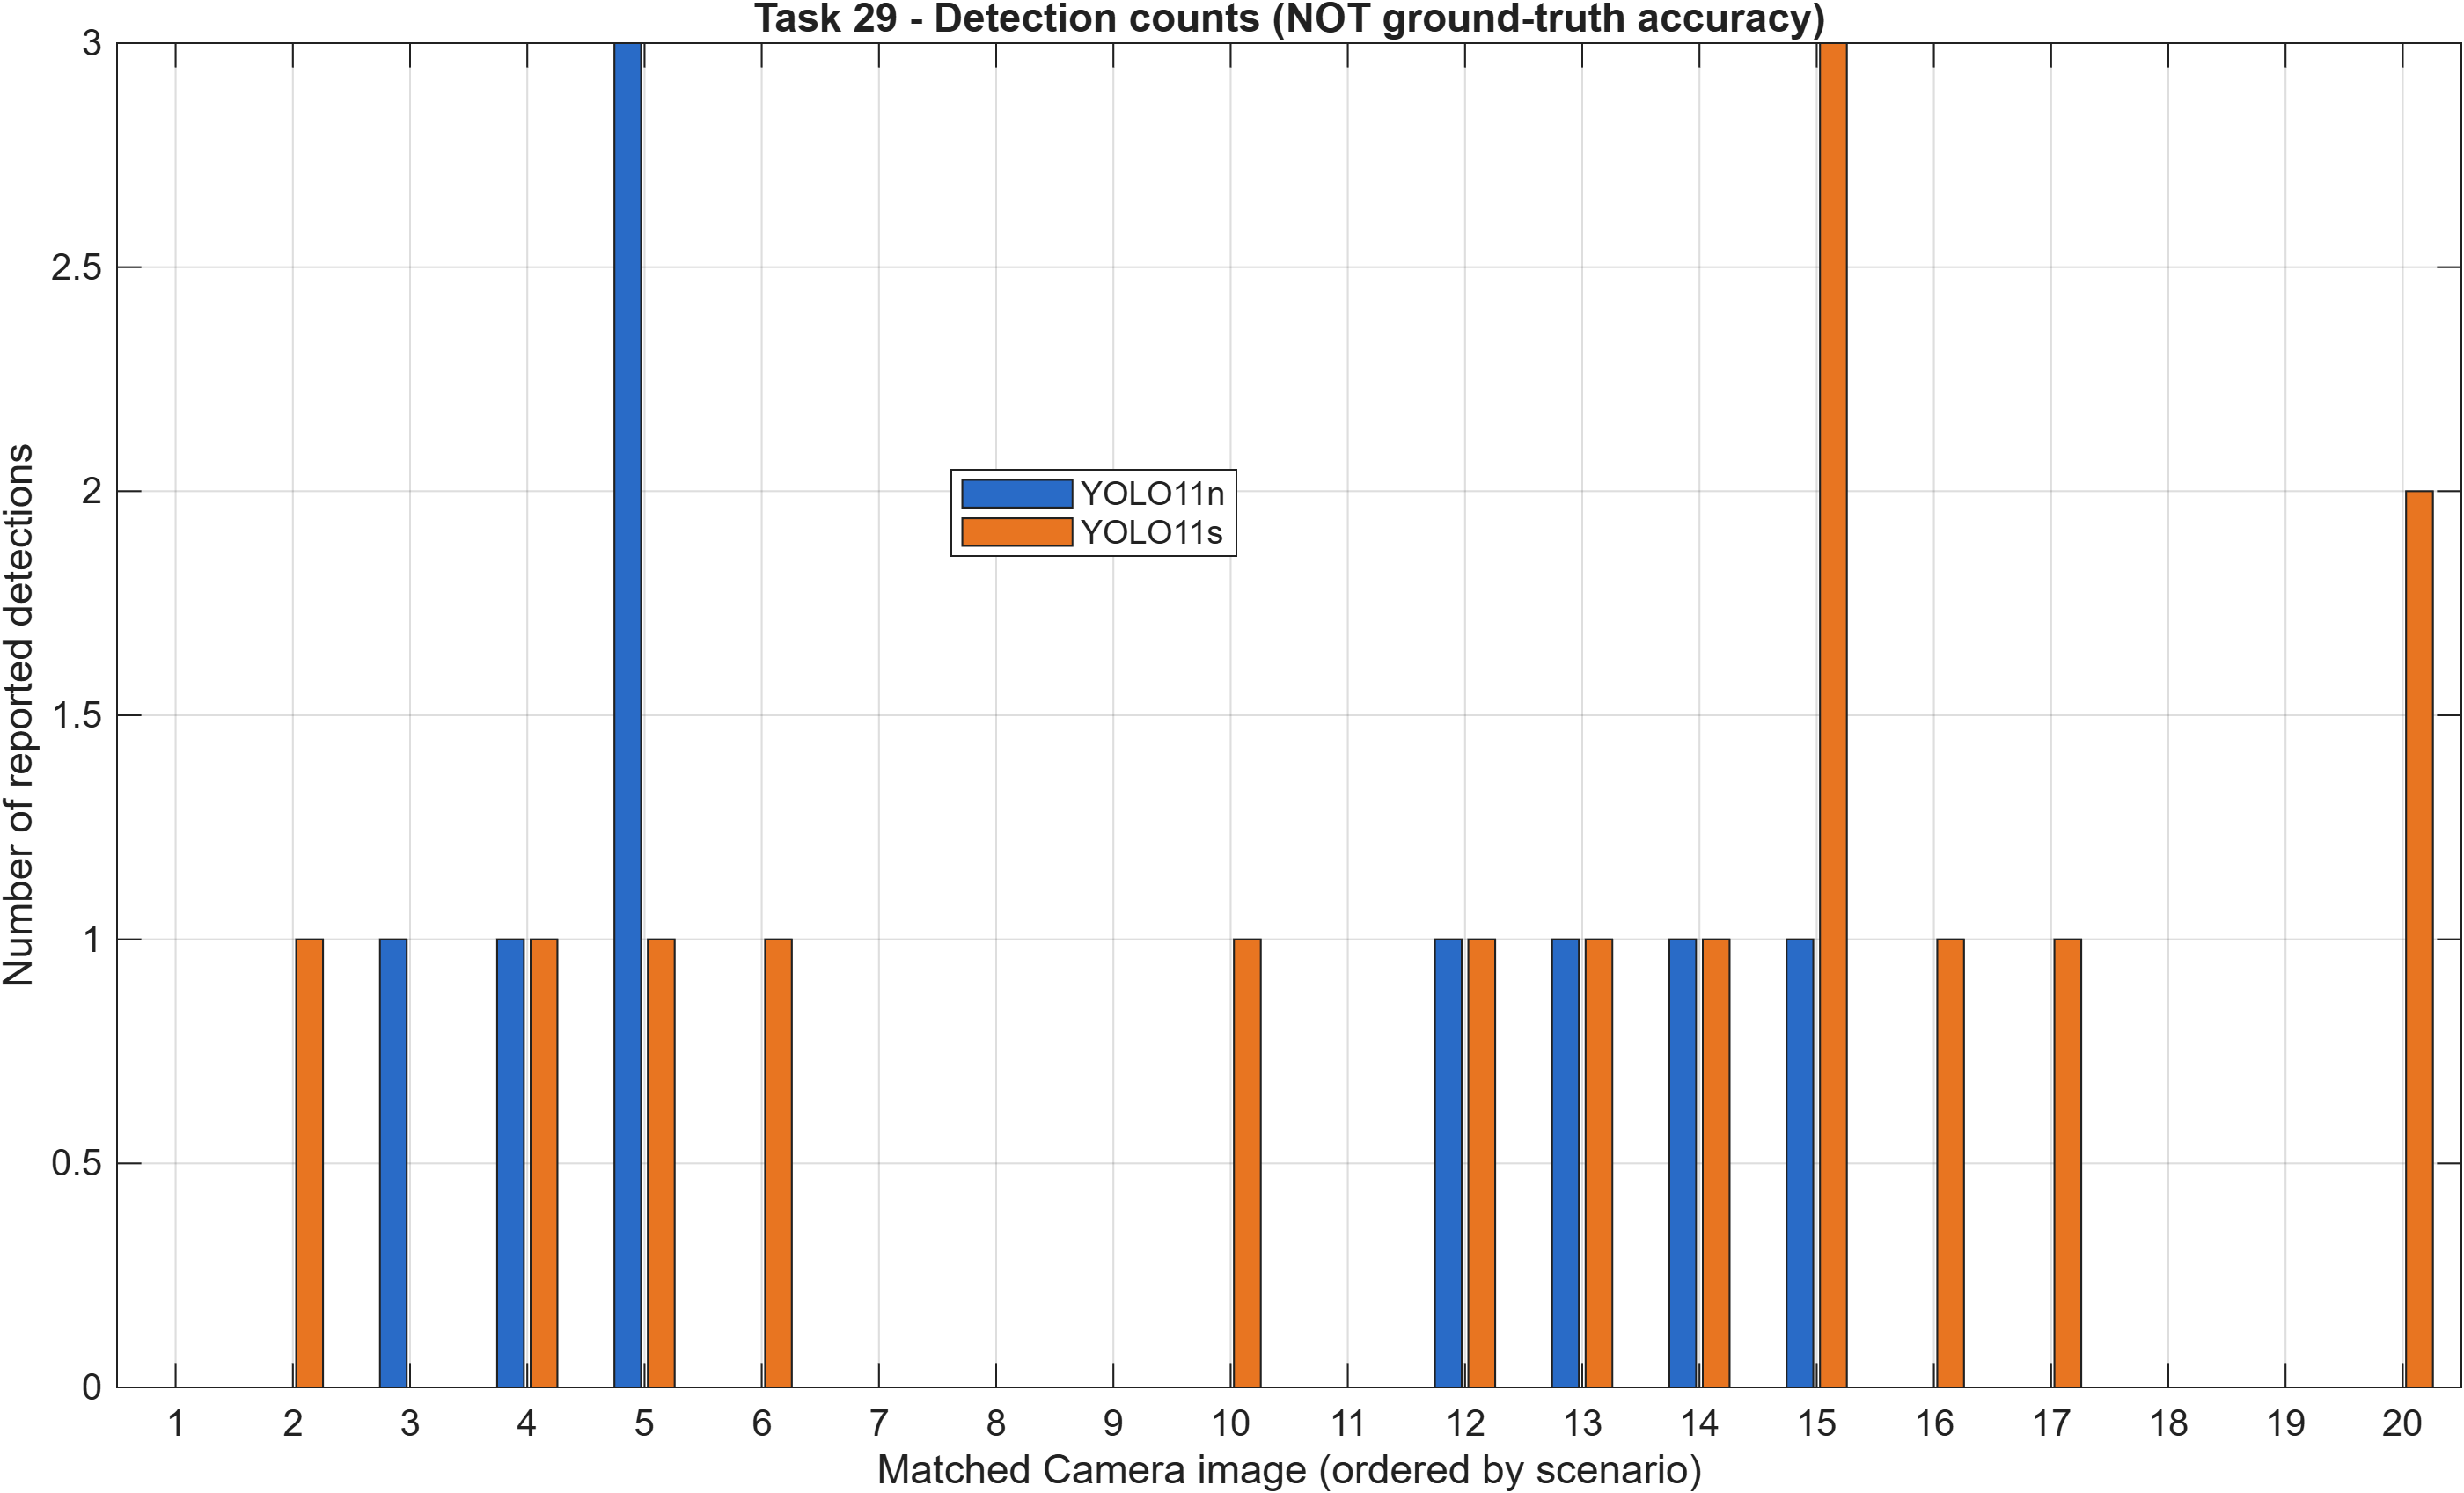 Task 29 - Detection counts (NOT ground-truth accuracy)
3
2.5
2
1.5
1
0.5
0
Number of reported detections
YOLO11n
YOLO11s
1 2 3 4 5 6 7 8 9 10 11 12 13 14 15 16 17 18 19 20
Matched Camera image (ordered by scenario)